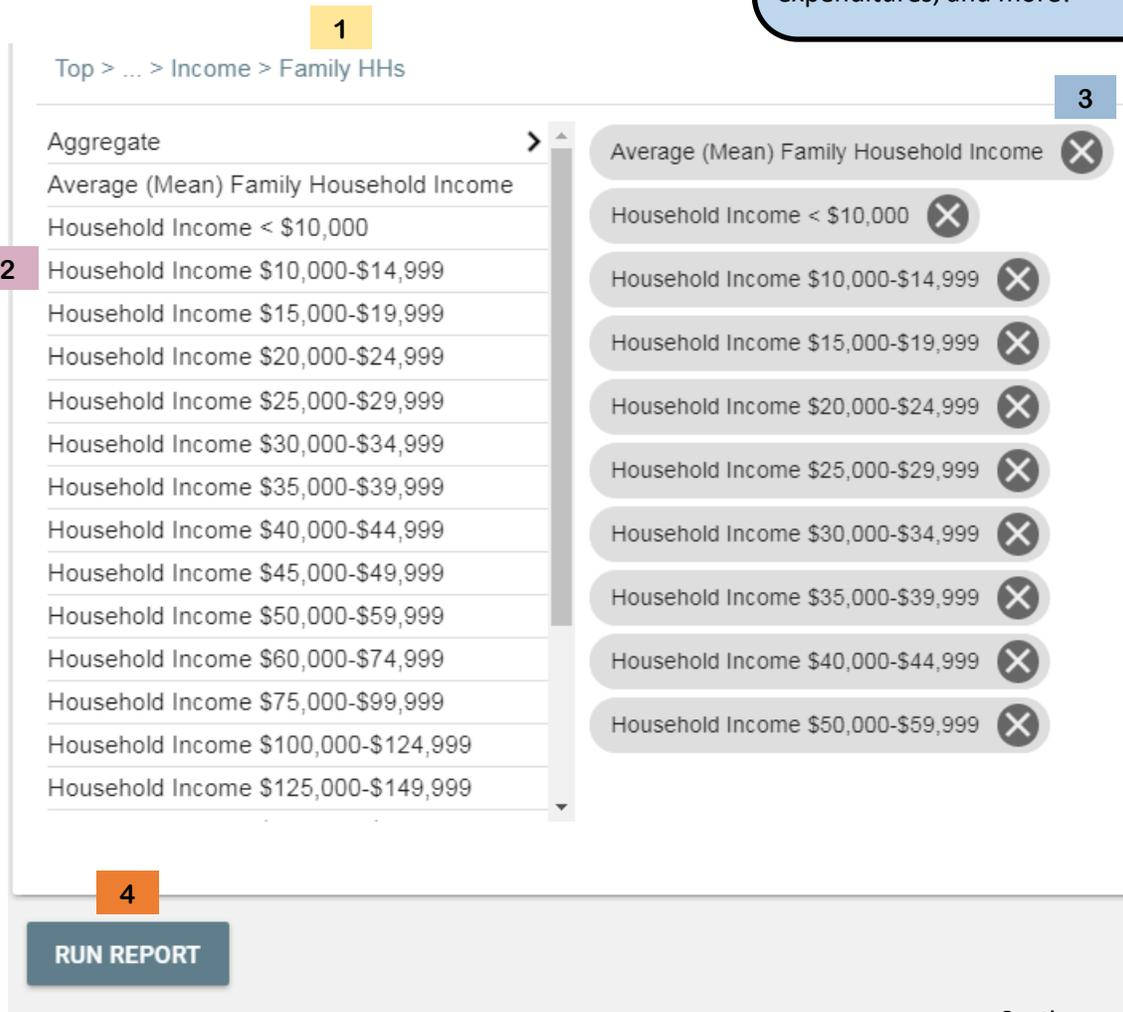 expenditures, and more.
1
Top > ... > Income > Family HHs
3
Aggregate
Average (Mean) Family Household Income
Household Income < $10,000
2
Household Income $10,000-$14,999
Household Income $15,000-$19,999
Household Income $20,000-$24,999
Household Income $25,000-$29,999
Household Income $30,000-$34,999
Household Income $35,000-$39,999
Household Income $40,000-$44,999
Household Income $45,000-$49,999
Household Income $50,000-$59,999
Household Income $60,000-$74,999
Household Income $75,000-$99,999
Household Income $100,000-$124,999
Household Income $125,000-$149,999
Average (Mean) Family Household Income
Household Income < $10,000
Household Income $10,000-$14,999
Household Income $15,000-$19,999
Household Income $20,000-$24,999
Household Income $25,000-$29,999
Household Income $30,000-$34,999
Household Income $35,000-$39,999
Household Income $40,000-$44,999
Household Income $50,000-$59,999
4
RUN REPORT